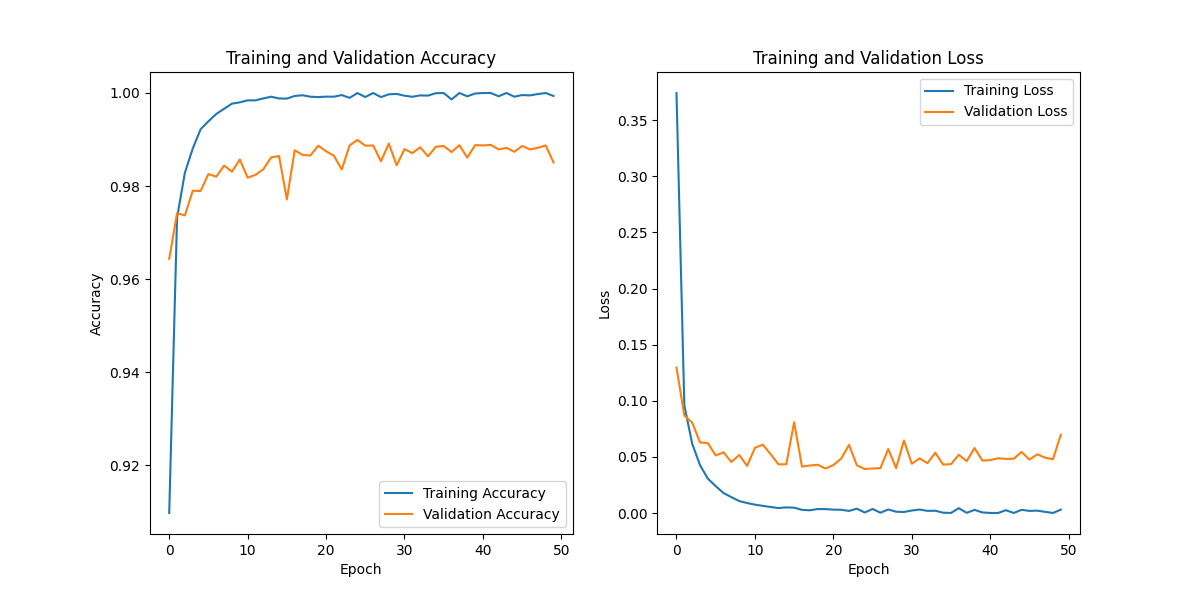 Training and Validation Accuracy
Accuracy
1.00
0.98
0.96
0.94
0.92
Training Accuracy
Validation Accuracy
0 10 20 30 40 50
Epoch
Training and Validation Loss
Loss
0.35
0.30
0.25
0.20
0.15
0.10
0.05
0.00
Training Loss
Validation Loss
0 10 20 30 40 50
Epoch